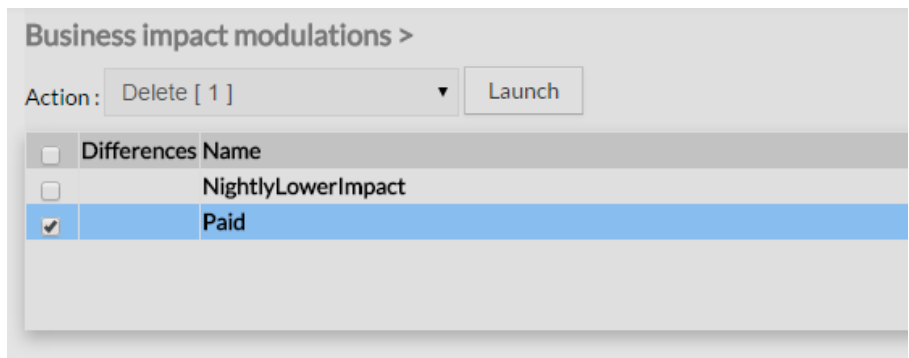 Business impact modulations >
Action : Delete [ 1 ] Launch
Differences Name
NightlyLowerImpact
Paid